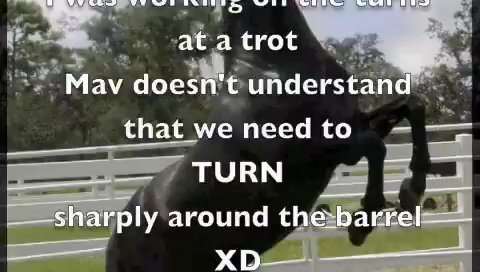 I was working on the turns
at a trot
Mav doesn't understand
that we need to
TURN
sharply around the barrel
XD